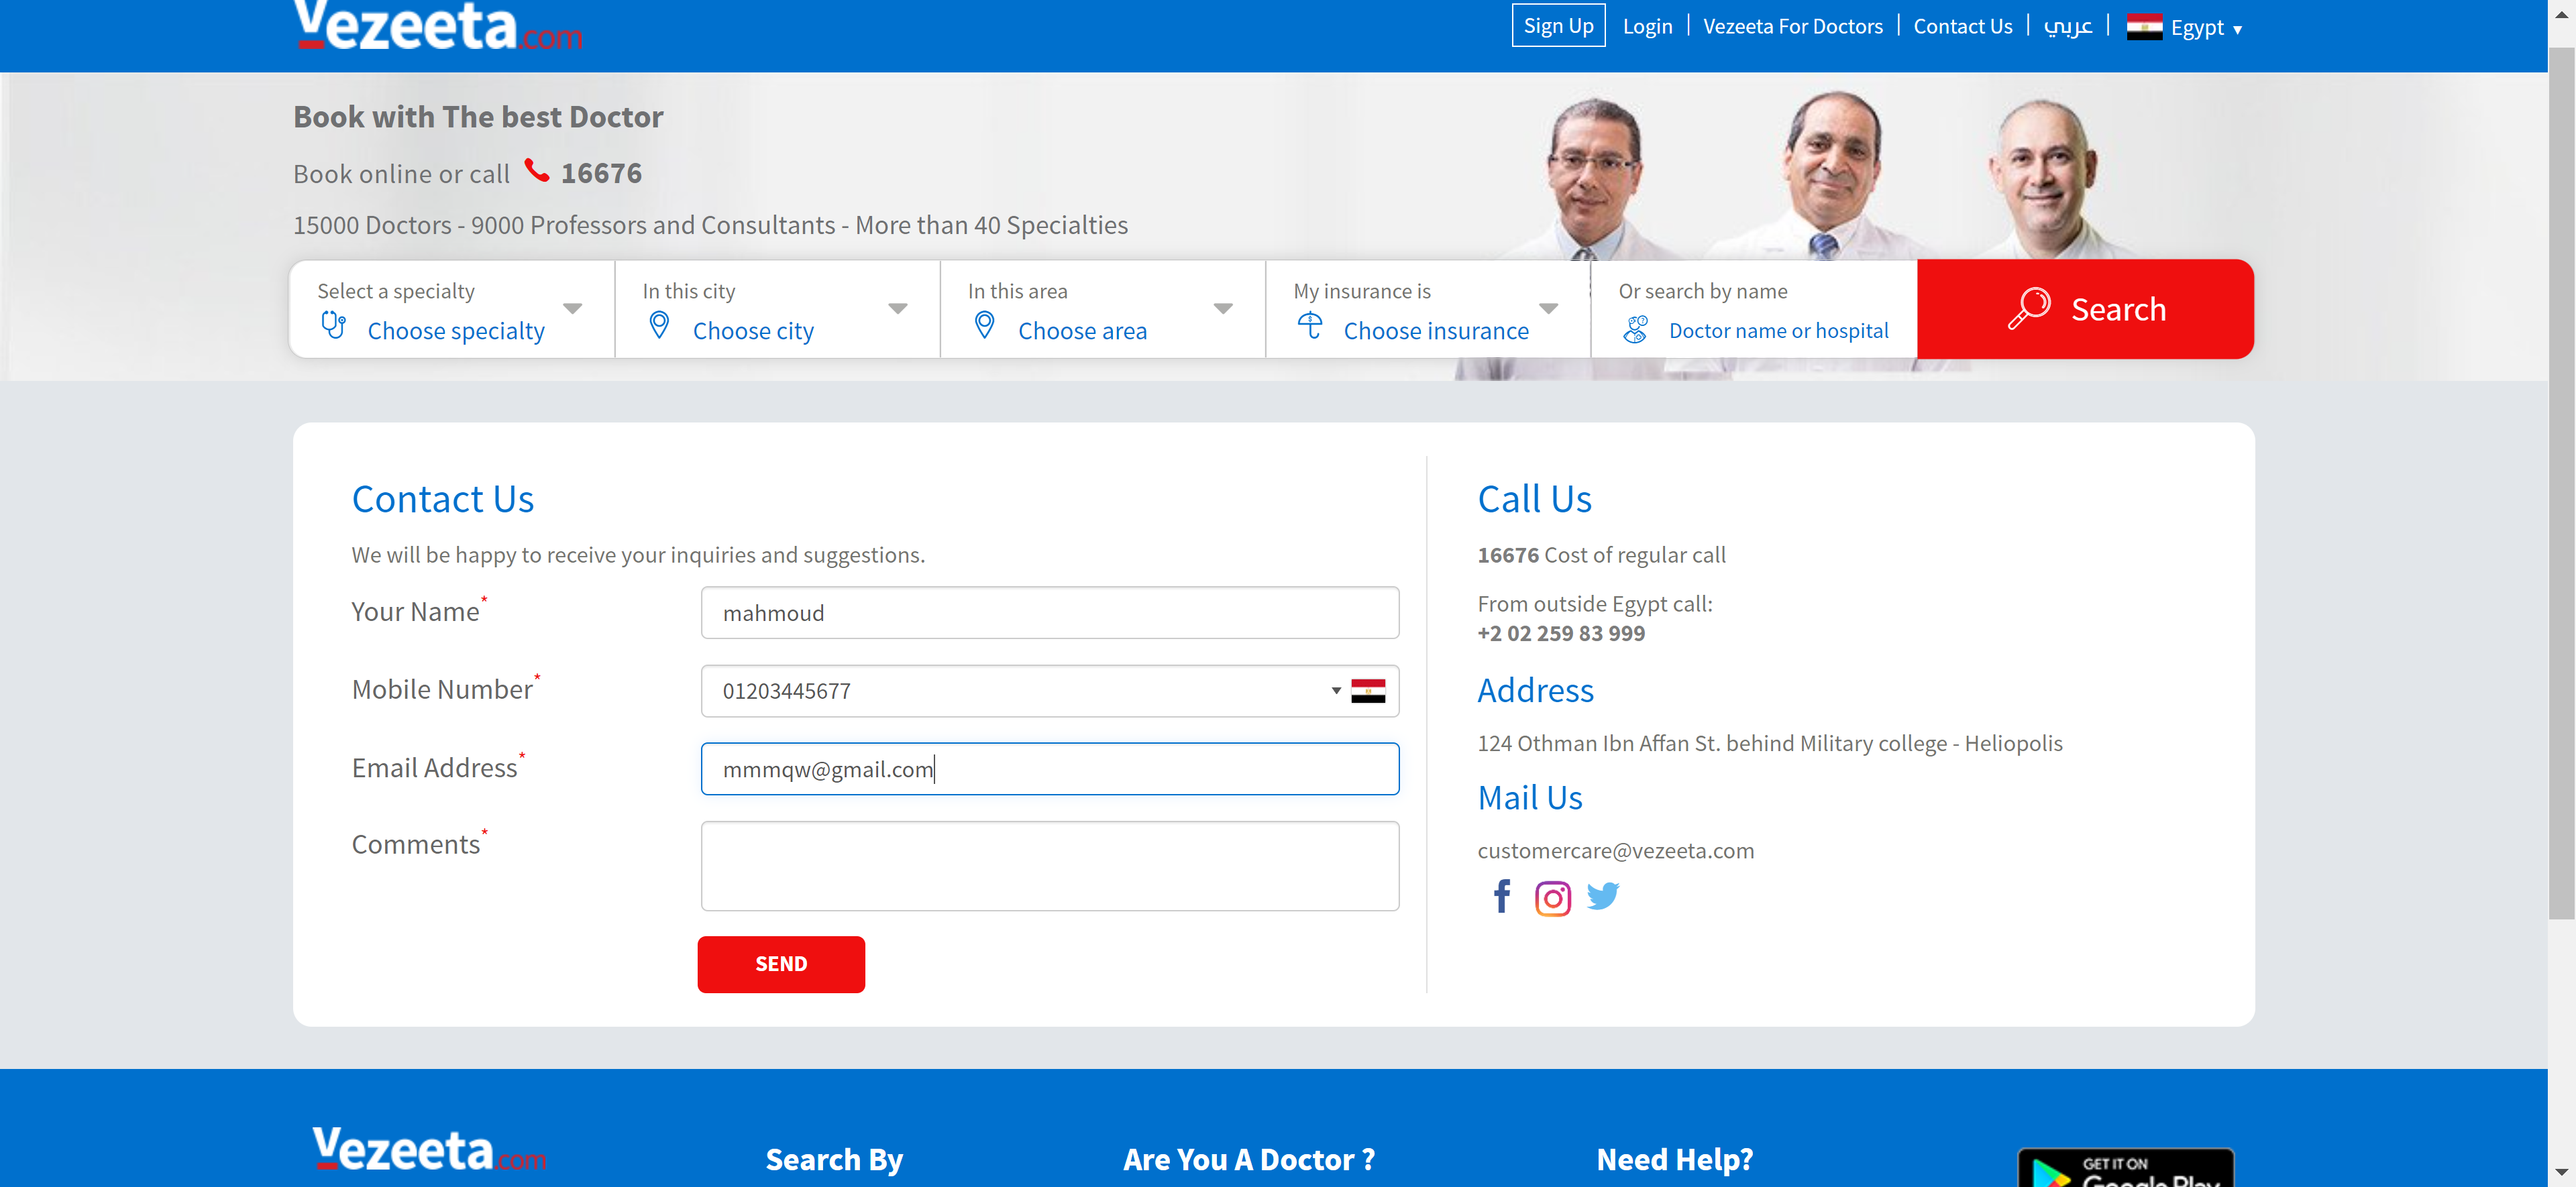 Vezeeta.com
Sign Up Login Vezeeta For Doctors Contact Us عربي Egypt
Book with The best Doctor
Book online or call 16676
15000 Doctors - 9000 Professors and Consultants - More than 40 Specialties
Select a specialty
Choose specialty
In this city
Choose city
In this area
Choose area
My insurance is
Choose insurance
Or search by name
Doctor name or hospital
Search
Contact Us
We will be happy to receive your inquiries and suggestions.
Your Name*
mahmoud
Mobile Number*
01203445677
Email Address*
mmmqw@gmail.com
Comments*
SEND
Call Us
16676 Cost of regular call
From outside Egypt call:
+2 02 259 83 999
Address
124 Othman Ibn Affan St. behind Military college - Heliopolis
Mail Us
customercare@vezeeta.com
Vezeeta.com
Search By
Are You A Doctor ?
Need Help?
GET IT ON
Google Play